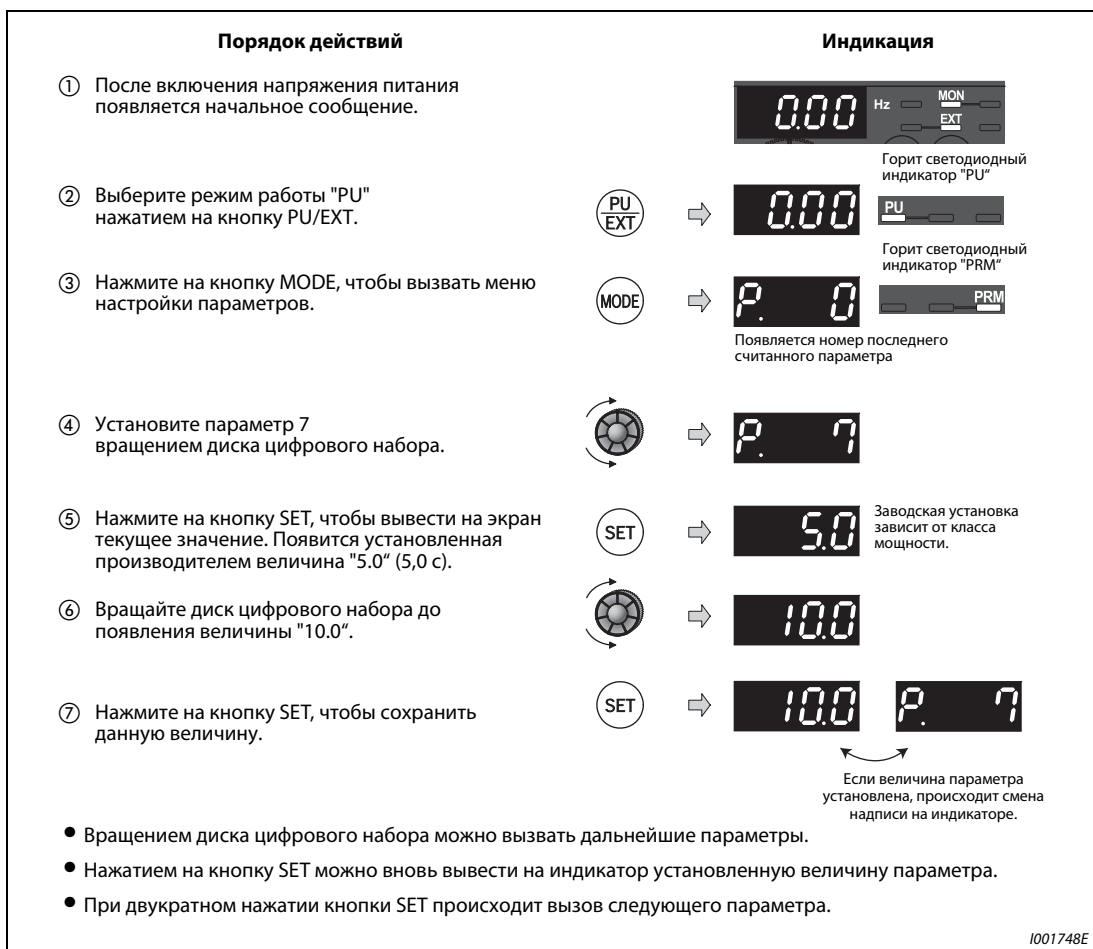 Порядок действий
Индикация
① После включения напряжения питания
появляется начальное сообщение.
0.00 Hz MON
EXT
② Выберите режим работы "PU"
нажатием на кнопку PU/EXT.
PU
EXT
0.00
Горит светодиодный
индикатор "PU“
PU
③ Нажмите на кнопку MODE, чтобы вызвать меню
настройки параметров.
MODE
P. 0
Горит светодиодный
индикатор "PRM“
PRM
Появляется номер последнего
считанного параметра
④ Установите параметр 7
вращением диска цифрового набора.
P. 7
⑤ Нажмите на кнопку SET, чтобы вывести на экран
текущее значение. Появится установленная
производителем величина "5.0“ (5,0 с).
SET
5.0
Заводская установка
зависит от класса
мощности.
⑥ Вращайте диск цифрового набора до
появления величины "10.0“.
10.0
⑦ Нажмите на кнопку SET, чтобы сохранить
данную величину.
SET
10.0 P. 7
Если величина параметра
установлена, происходит смена
надписи на индикаторе.
● Вращением диска цифрового набора можно вызвать дальнейшие параметры.
● Нажатием на кнопку SET можно вновь вывести на индикатор установленную величину параметра.
● При двукратном нажатии кнопки SET происходит вызов следующего параметра.
I001748E